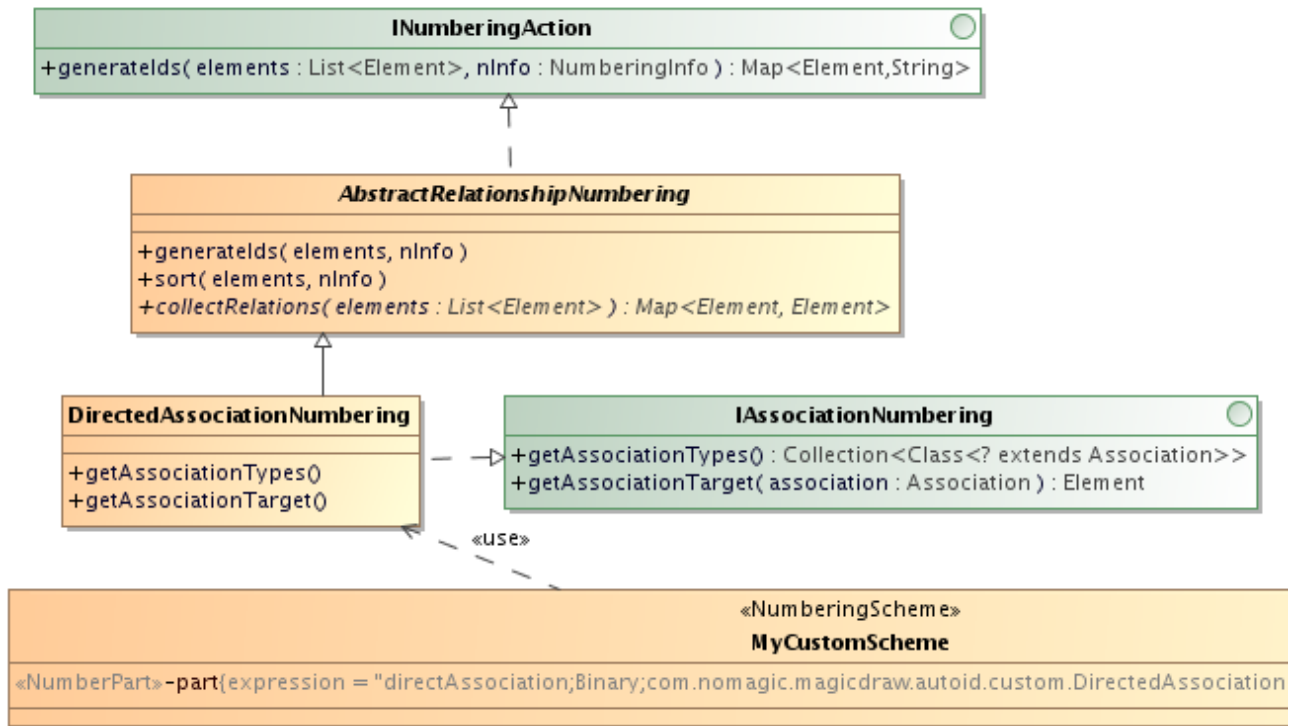 INumberingAction
+generateIds( elements : List<Element>, nInfo : NumberingInfo ) : Map<Element,String>
AbstractRelationshipNumbering
+generateIds( elements, nInfo )
+sort( elements, nInfo )
+collectRelations( elements : List<Element> ) : Map<Element, Element>
DirectedAssociationNumbering
+getAssociationTypes()
+getAssociationTarget()
IAssociationNumbering
+getAssociationTypes() : Collection<Class<? extends Association>>
+getAssociationTarget( association : Association ) : Element
«use»
«NumberingScheme»
MyCustomScheme
«NumberPart»-part{expression = "directAssociation;Binary;com.nomagic.magicdraw.autoid.custom.DirectedAssociation